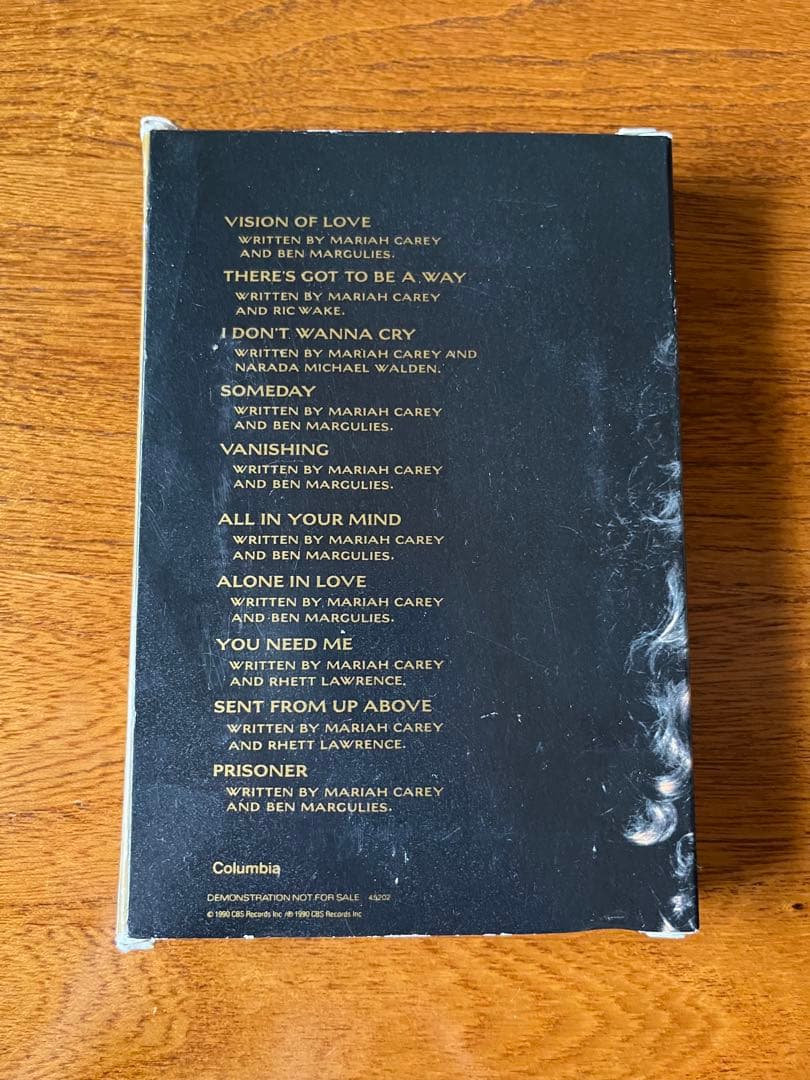 VISION OF LOVE
WRITTEN BY MARIAH CAREY
AND BEN MARGULIES.
THERE'S GOT TO BE A WAY
WRITTEN BY MARIAH CAREY
AND RIC WAKE.
I DON'T WANNA CRY
WRITTEN BY MARIAH CAREY AND
NARADA MICHAEL WALDEN.
SOMEDAY
WRITTEN BY MARIAH CAREY
AND BEN MARGULIES.
VANISHING
WRITTEN BY MARIAH CAREY
AND BEN MARGULIES.
ALL IN YOUR MIND
WRITTEN BY MARIAH CAREY
AND BEN MARGULIES.
ALONE IN LOVE
WRITTEN BY MARIAH CAREY
AND BEN MARGULIES.
YOU NEED ME
WRITTEN BY MARIAH CAREY
AND RHETT LAWRENCE.
SENT FROM UP ABOVE
WRITTEN BY MARIAH CAREY
AND RHETT LAWRENCE.
PRISONER
WRITTEN BY MARIAH CAREY
AND BEN MARGULIES.
Columbia
DEMONSTRATION NOT FOR SALE 45202
© 1990 CBS Records Inc /℗ 1990 CBS Records Inc